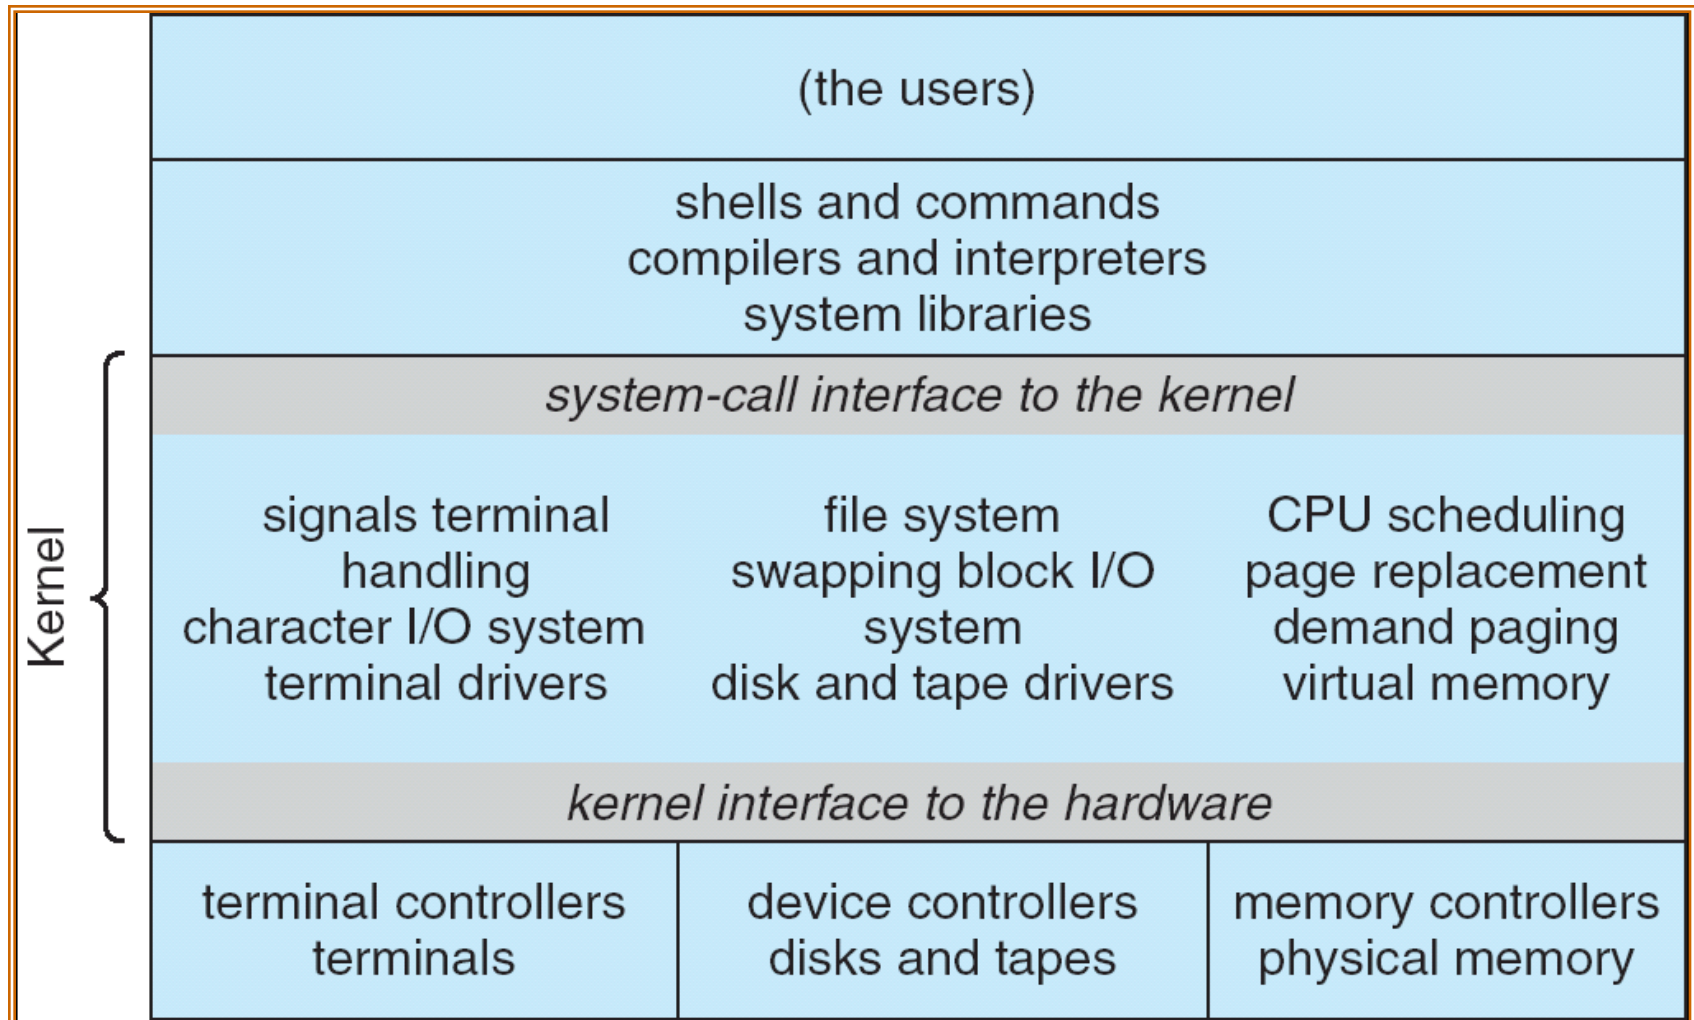 (the users)
shells and commands
compilers and interpreters
system libraries
system-call interface to the kernel
Kernel
signals terminal
handling
character I/O system
terminal drivers
file system
swapping block I/O
system
disk and tape drivers
CPU scheduling
page replacement
demand paging
virtual memory
kernel interface to the hardware
terminal controllers
terminals
device controllers
disks and tapes
memory controllers
physical memory